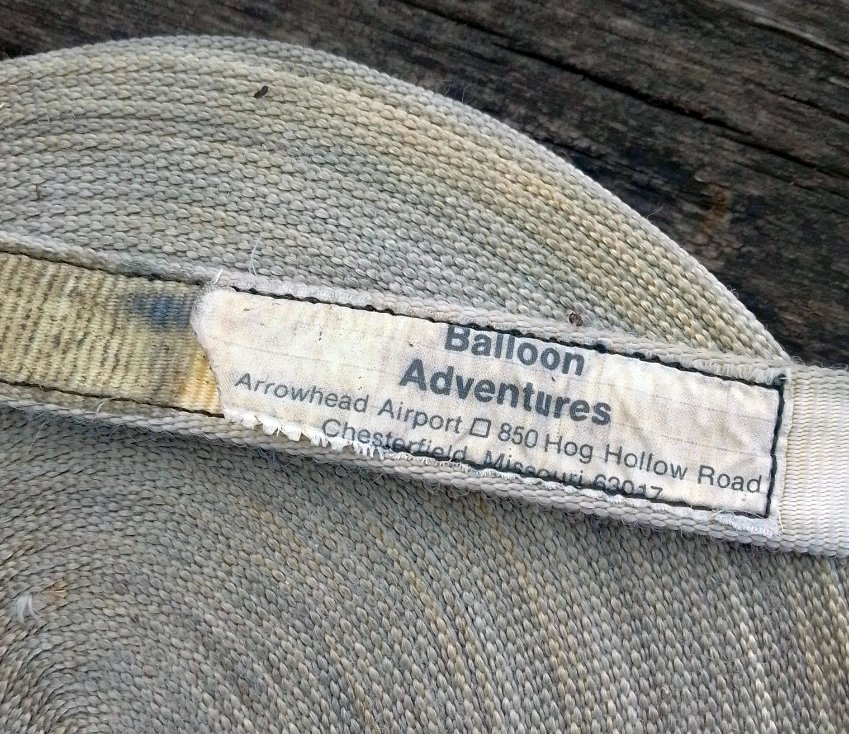 Balloon
Adventures
Arrowhead Airport □ 850 Hog Hollow Road
Chesterfield, Missouri 63017